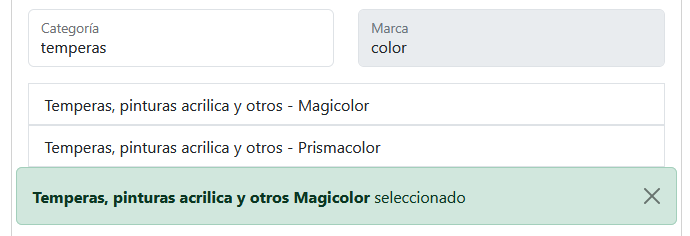 Categoría
temperas
Marca
color
Temperas, pinturas acrilica y otros - Magicolor
Temperas, pinturas acrilica y otros - Prismacolor
Temperas, pinturas acrilica y otros Magicolor seleccionado